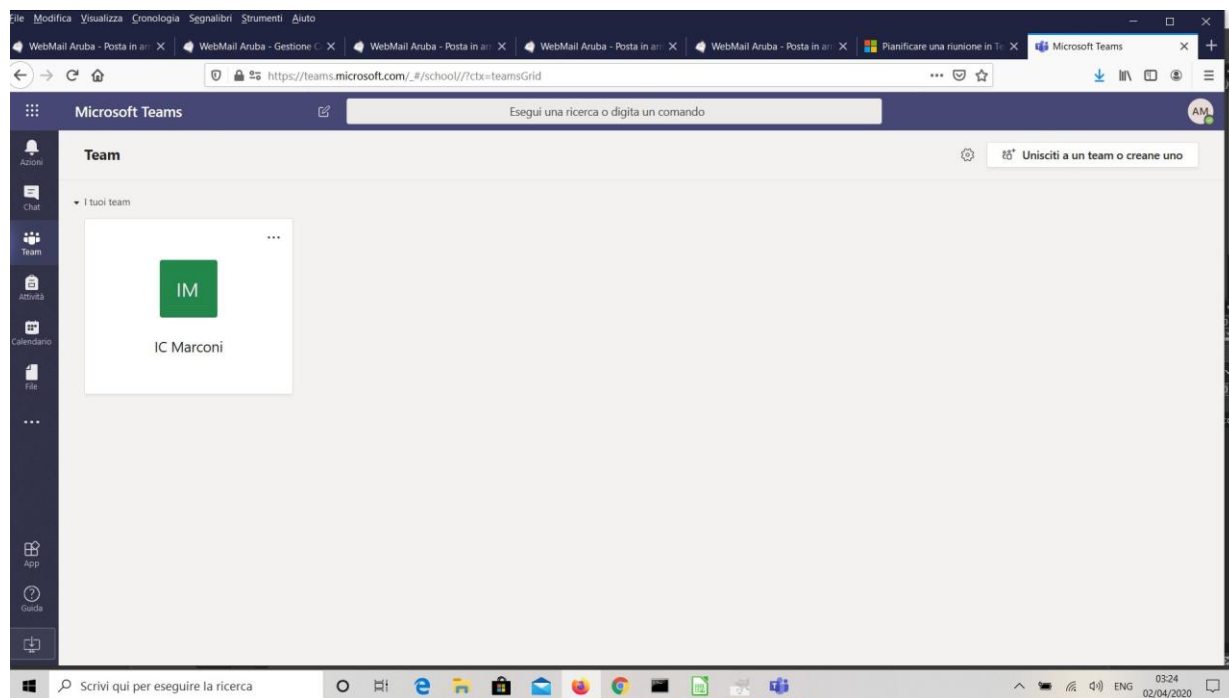 File Modifica Visualizza Cronologia Segnalibri Strumenti Aiuto
WebMail Aruba - Posta in arr WebMail Aruba - Gestione C WebMail Aruba - Posta in arr WebMail Aruba - Posta in arr WebMail Aruba - Posta in arr Pianificare una riunione in Te Microsoft Teams
https://teams.microsoft.com/_#/school//?ctx=teamsGrid
Microsoft Teams Esegui una ricerca o digita un comando AM
Azioni
Team Unisciti a un team o creane uno
Chat
I tuoi team
Team
IM
Attività
IC Marconi
Calendario
File
App
Guida
Scrivi qui per eseguire la ricerca
ENG 03:24
02/04/2020